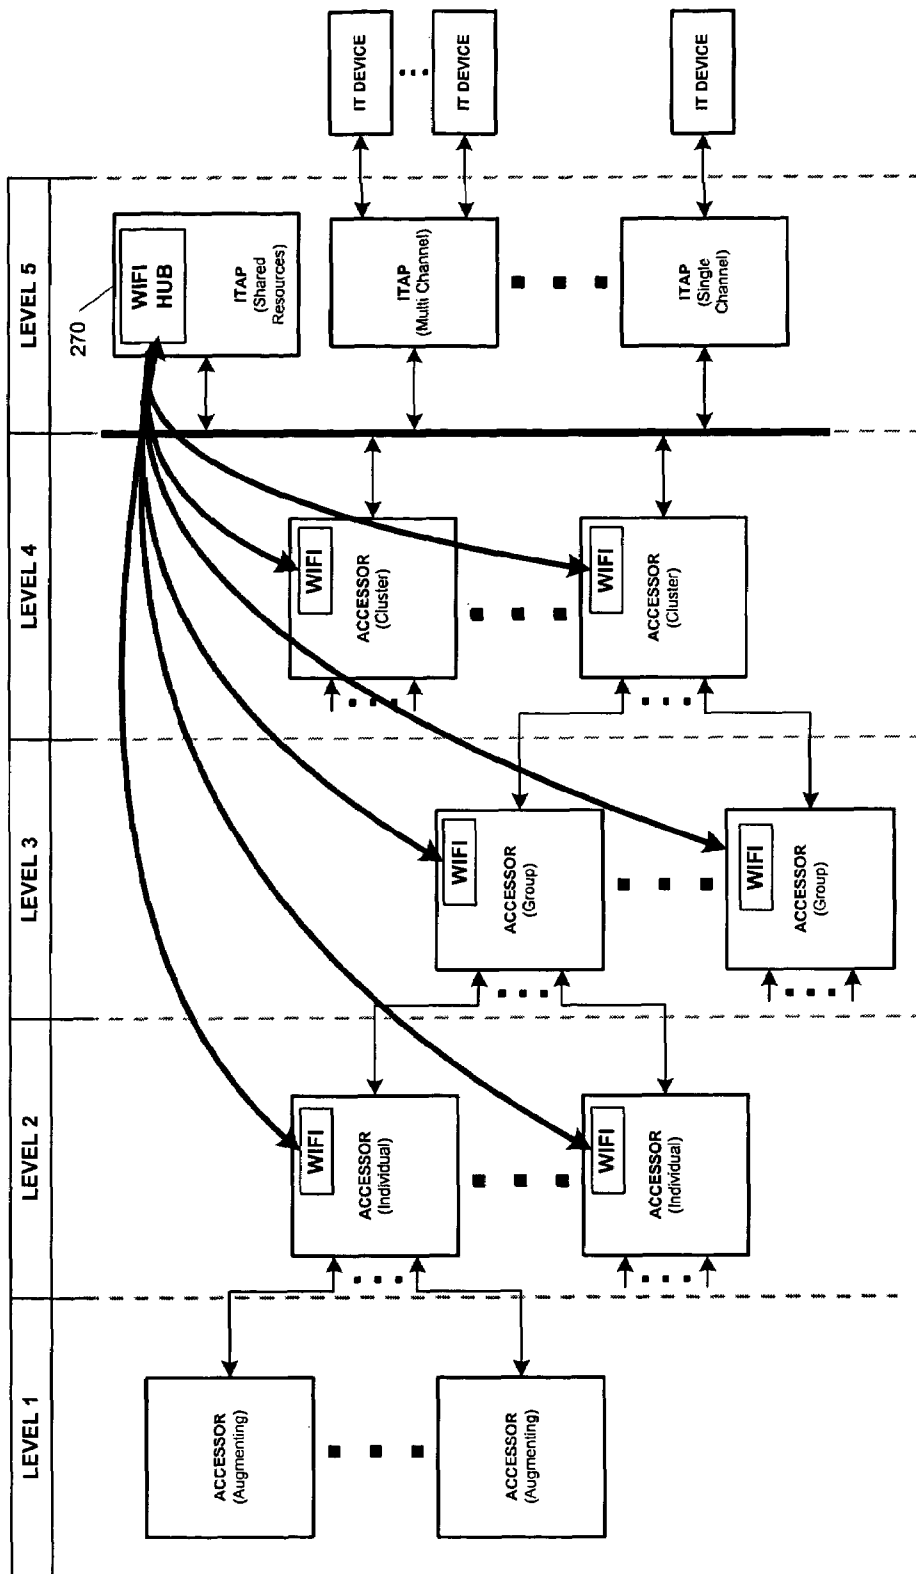 LEVEL 1
LEVEL 2
LEVEL 3
LEVEL 4
LEVEL 5
270
WIFI
HUB
ITAP
(Shared
Resources)
IT DEVICE
IT DEVICE
ITAP
(Multi Channel)
IT DEVICE
ITAP
(Single
Channel)
WIFI
ACCESSOR
(Cluster)
WIFI
ACCESSOR
(Cluster)
WIFI
ACCESSOR
(Group)
WIFI
ACCESSOR
(Group)
WIFI
ACCESSOR
(Individual)
WIFI
ACCESSOR
(Individual)
ACCESSOR
(Augmenting)
ACCESSOR
(Augmenting)